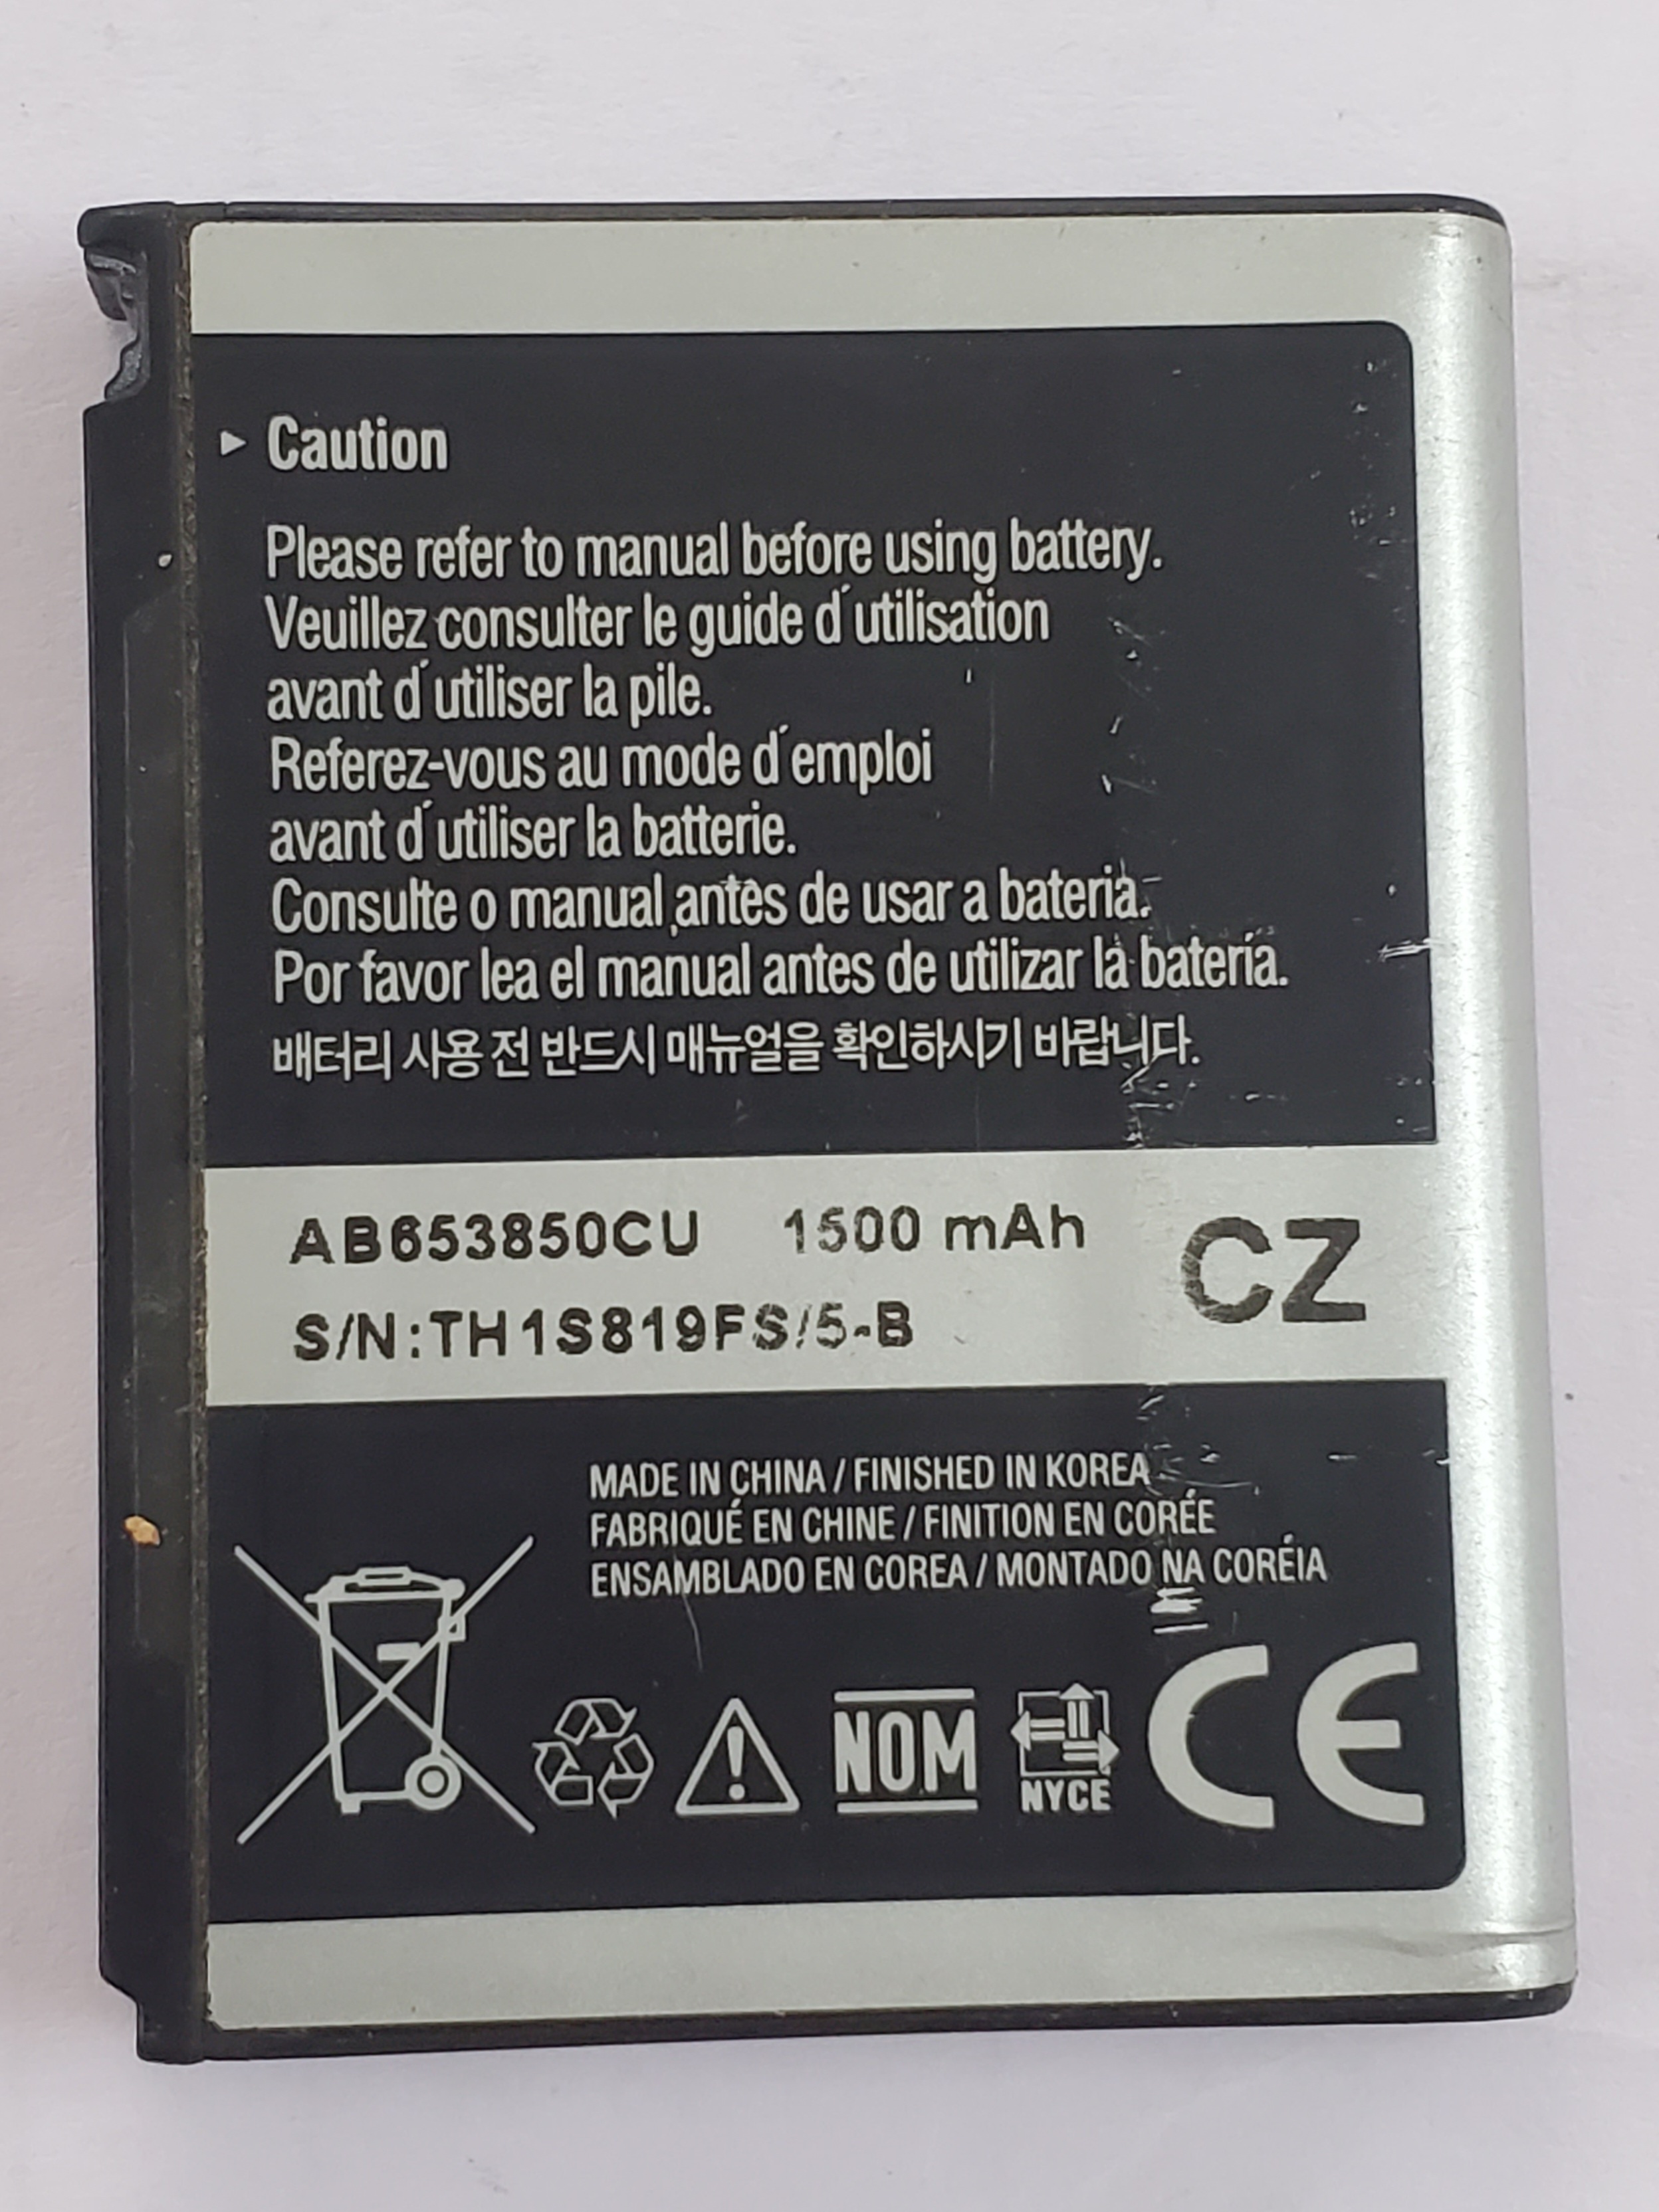 Caution
Please refer to manual before using battery.
Veuillez consulter le guide d´utilisation
avant d´utiliser la pile.
Referez-vous au mode d´emploi
avant d´utiliser la batterie.
Consulte o manual antes de usar a bateria.
Por favor lea el manual antes de utilizar la batería.
배터리 사용 전 반드시 매뉴얼을 확인하시기 바랍니다.
AB653850CU 1500 mAh
CZ
S/N:TH1S819FS/5-B
MADE IN CHINA / FINISHED IN KOREA
FABRIQUÉ EN CHINE / FINITION EN CORÉE
ENSAMBLADO EN COREA / MONTADO NA CORÉIA
NOM
NYCE
CE